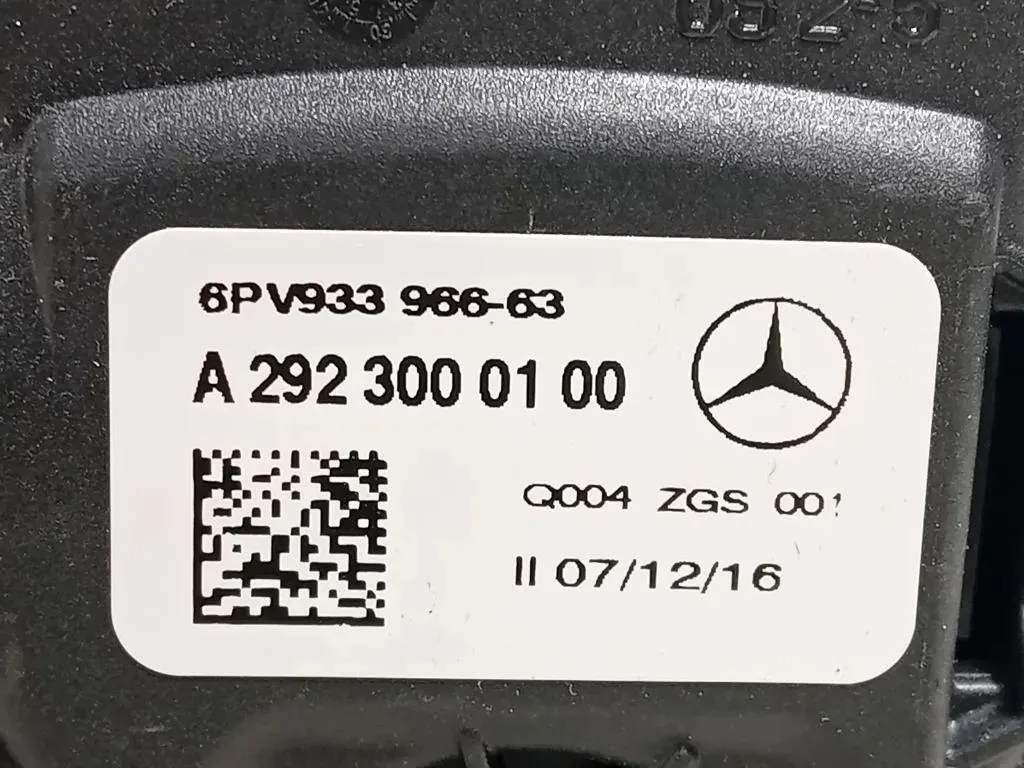 6PV933 966-63
A 292 300 01 00
Q004 ZGS 001
II 07/12/16